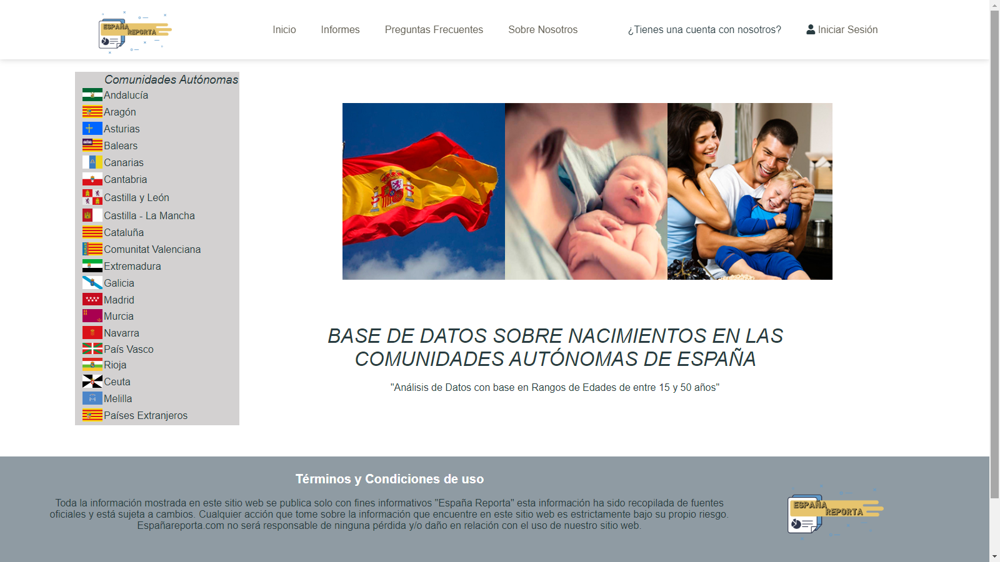 ESPAÑA
REPORTA
Inicio
Informes
Preguntas Frecuentes
Sobre Nosotros
¿Tienes una cuenta con nosotros?
Iniciar Sesión
Comunidades Autónomas
Andalucía
Aragón
Asturias
Balears
Canarias
Cantabria
Castilla y León
Castilla - La Mancha
Cataluña
Comunitat Valenciana
Extremadura
Galicia
Madrid
Murcia
Navarra
País Vasco
Rioja
Ceuta
Melilla
Países Extranjeros
BASE DE DATOS SOBRE NACIMIENTOS EN LAS
COMUNIDADES AUTÓNOMAS DE ESPAÑA
"Análisis de Datos con base en Rangos de Edades de entre 15 y 50 años"
Términos y Condiciones de uso
Toda la información mostrada en este sitio web se publica solo con fines informativos "España Reporta" esta información ha sido recopilada de fuentes
oficiales y está sujeta a cambios. Cualquier acción que tome sobre la información que encuentre en este sitio web es estrictamente bajo su propio riesgo.
Españareporta.com no será responsable de ninguna pérdida y/o daño en relación con el uso de nuestro sitio web.
ESPAÑA
REPORTA